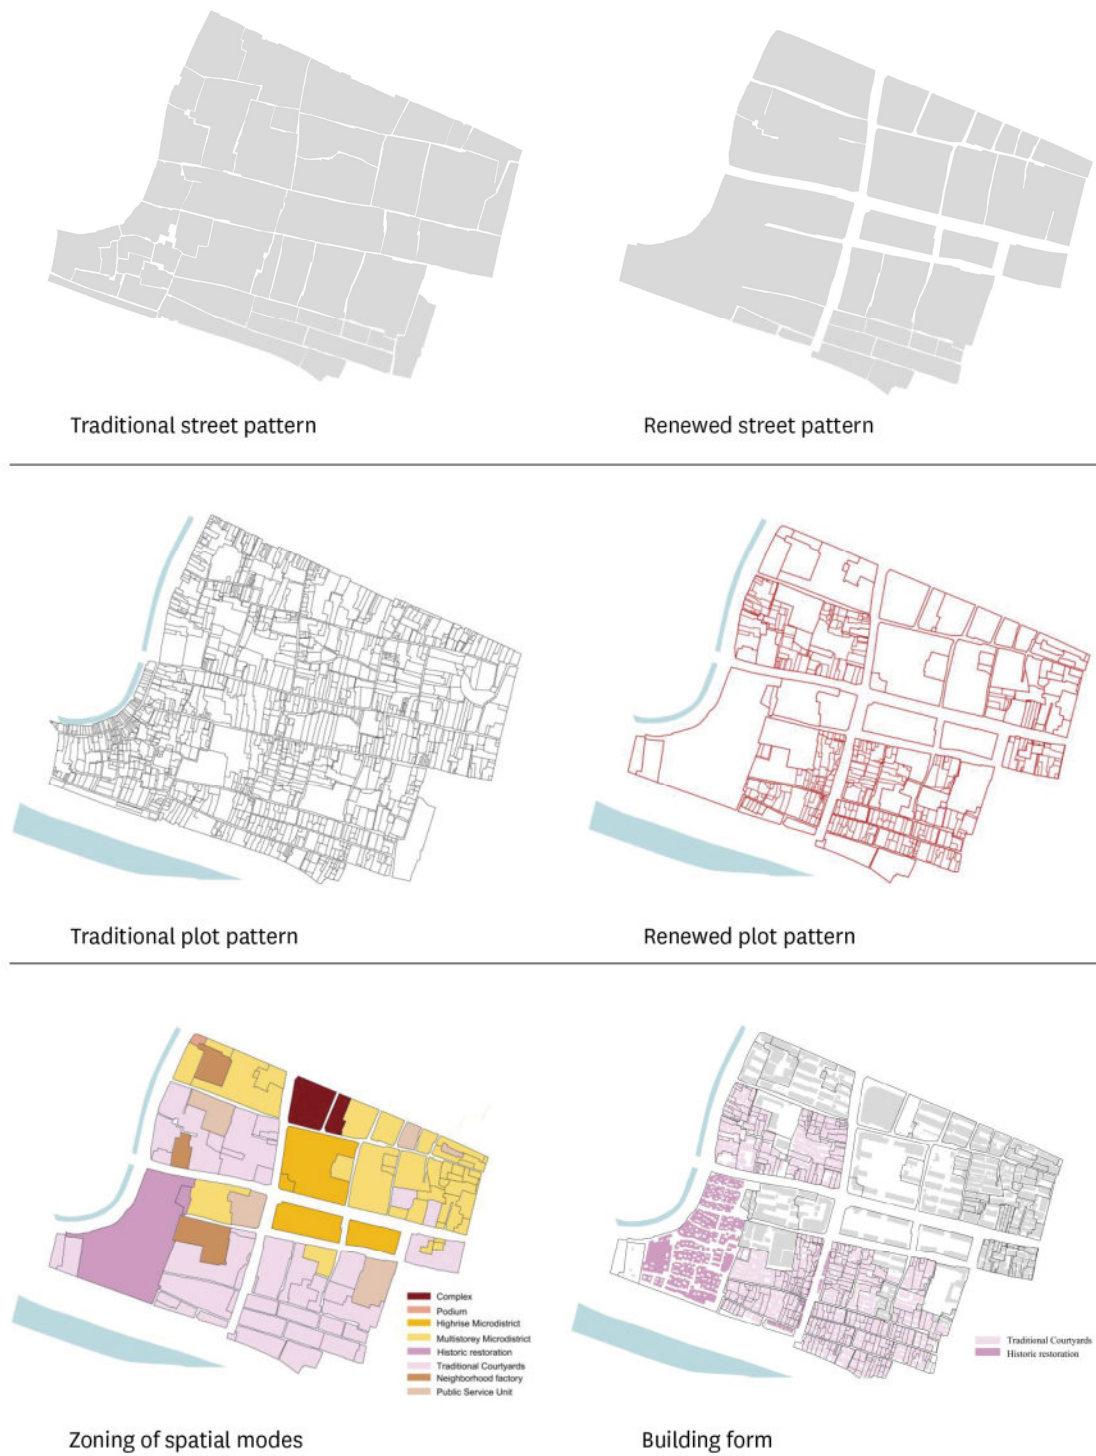 Traditional street pattern
Renewed street pattern
Traditional plot pattern
Renewed plot pattern
Complex
Podium
Highrise Microdistrict
Multistorey Microdistrict
Historic restoration
Traditional Courtyards
Neighborhood factory
Public Service Unit
Traditional Courtyards
Historic restoration
Zoning of spatial modes
Building form